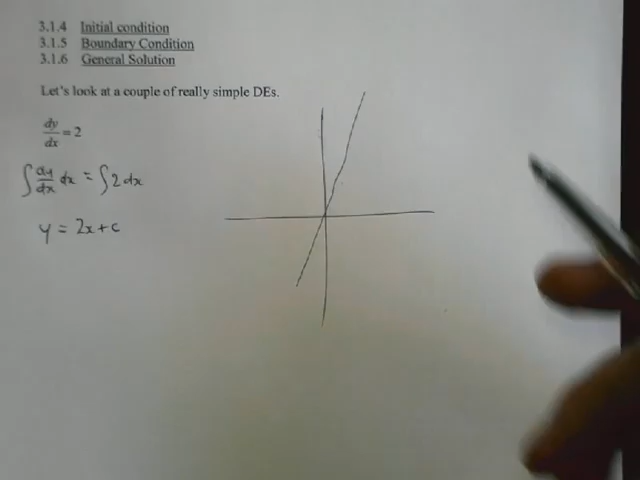 3.1.4 Initial condition
3.1.5 Boundary Condition
3.1.6 General Solution
Let's look at a couple of really simple DEs.
dy/dx = 2
∫ dy/dx dx = ∫ 2 dx
y = 2x + c